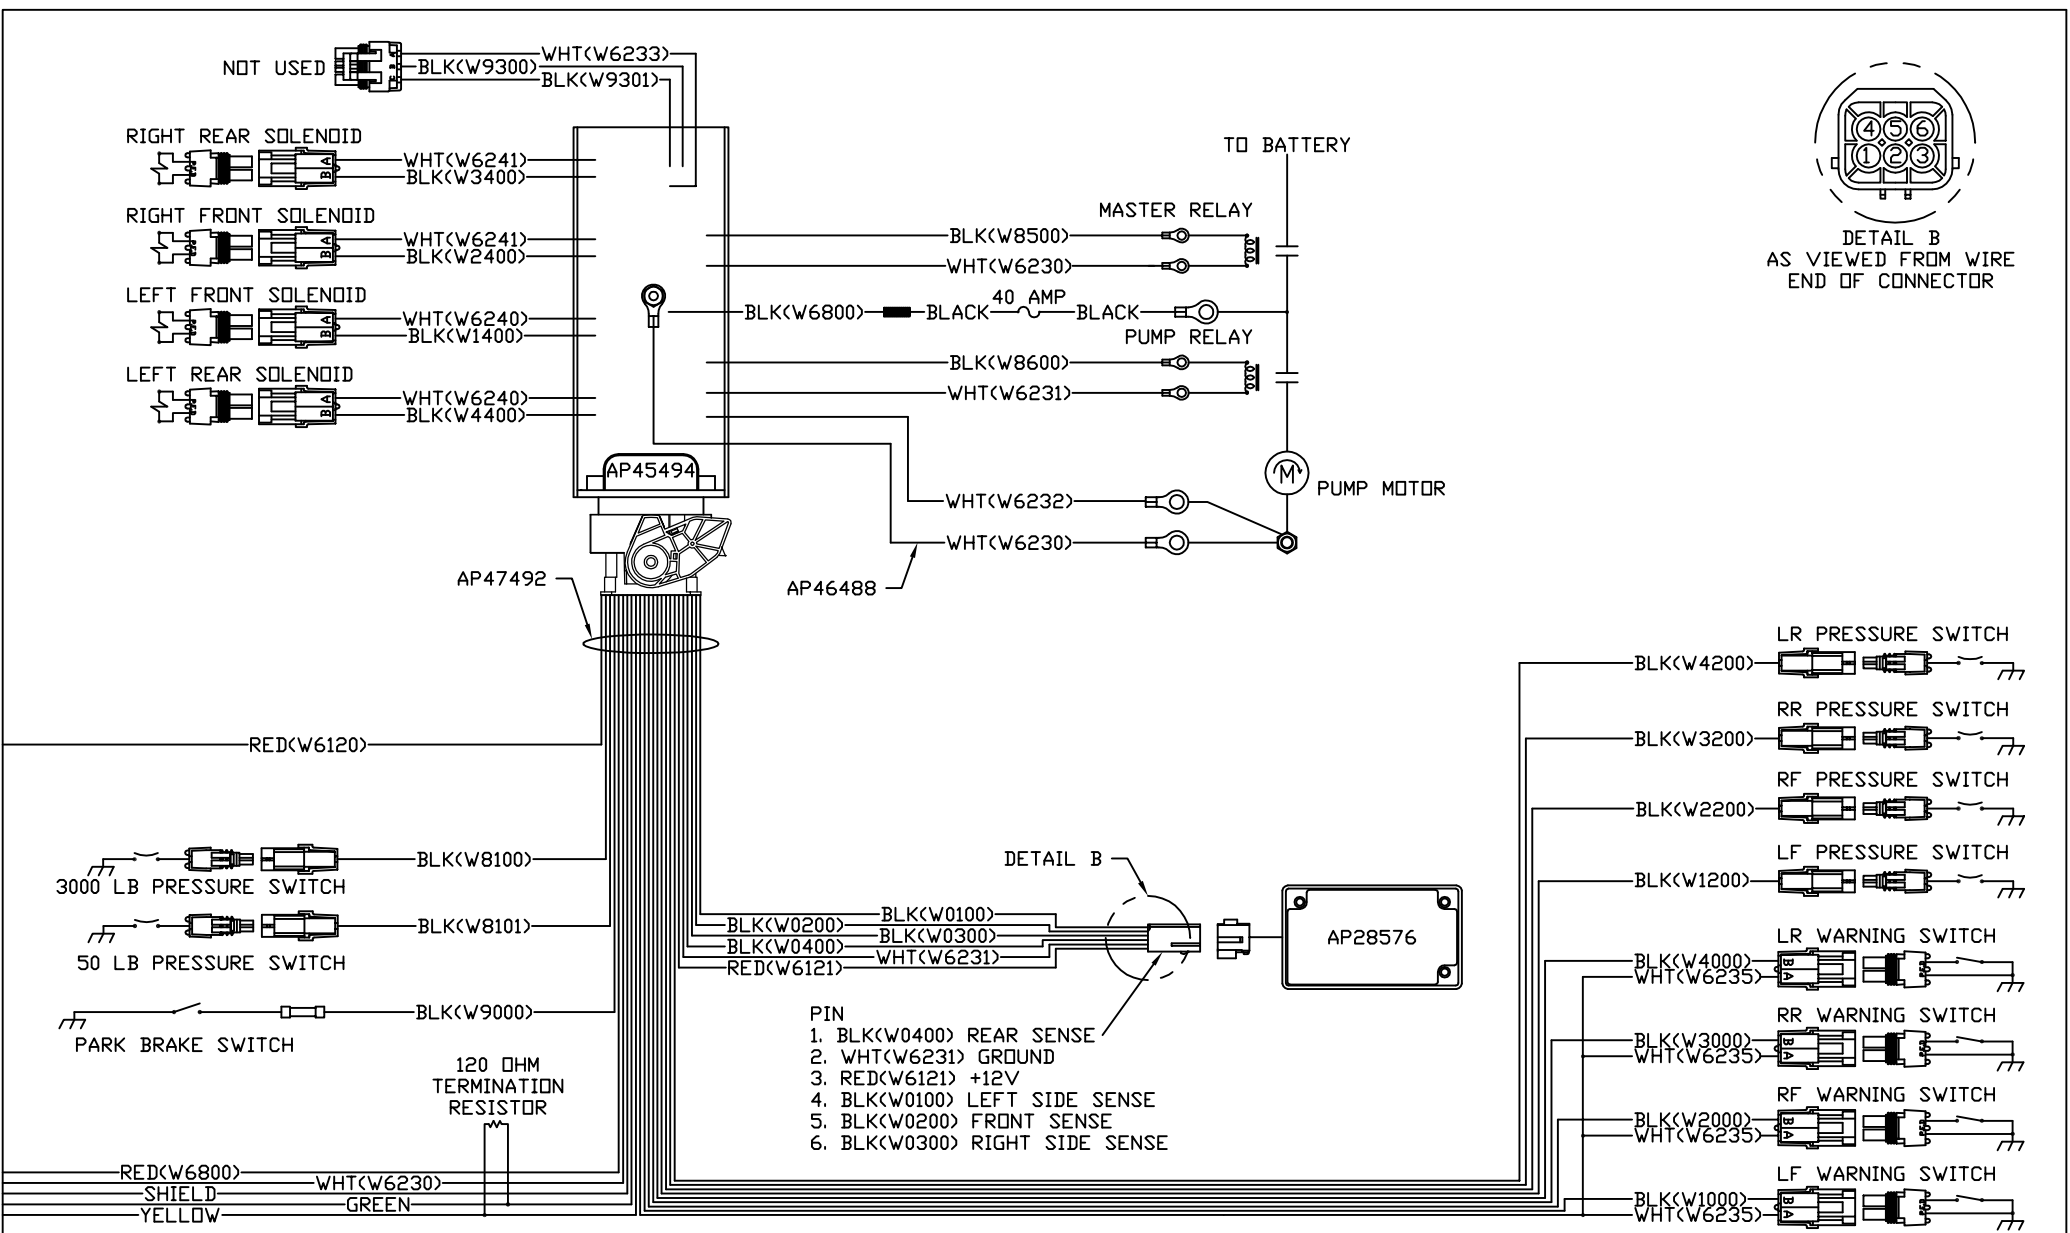 NOT USED
WHT(W6233)
BLK(W9300)
BLK(W9301)
RIGHT REAR SOLENOID
A
B
WHT(W6241)
BLK(W3400)
RIGHT FRONT SOLENOID
A
B
WHT(W6241)
BLK(W2400)
LEFT FRONT SOLENOID
A
B
WHT(W6240)
BLK(W1400)
LEFT REAR SOLENOID
A
B
WHT(W6240)
BLK(W4400)
AP45494
TO BATTERY
MASTER RELAY
BLK(W8500)
WHT(W6230)
BLK(W6800)
BLACK
40 AMP
BLACK
PUMP RELAY
BLK(W8600)
WHT(W6231)
M
PUMP MOTOR
WHT(W6232)
WHT(W6230)
AP46488
AP47492
4 5 6
1 2 3
DETAIL B
AS VIEWED FROM WIRE
END OF CONNECTOR
RED(W6120)
BLK(W8100)
3000 LB PRESSURE SWITCH
BLK(W8101)
50 LB PRESSURE SWITCH
BLK(W9000)
PARK BRAKE SWITCH
120 OHM
TERMINATION
RESISTOR
RED(W6800)
WHT(W6230)
SHIELD
GREEN
YELLOW
DETAIL B
BLK(W0100)
BLK(W0200)
BLK(W0300)
BLK(W0400)
WHT(W6231)
RED(W6121)
AP28576
PIN
1. BLK(W0400) REAR SENSE
2. WHT(W6231) GROUND
3. RED(W6121) +12V
4. BLK(W0100) LEFT SIDE SENSE
5. BLK(W0200) FRONT SENSE
6. BLK(W0300) RIGHT SIDE SENSE
LR PRESSURE SWITCH
BLK(W4200)
RR PRESSURE SWITCH
BLK(W3200)
RF PRESSURE SWITCH
BLK(W2200)
LF PRESSURE SWITCH
BLK(W1200)
LR WARNING SWITCH
BLK(W4000)
WHT(W6235)
B
A
RR WARNING SWITCH
BLK(W3000)
WHT(W6235)
B
A
RF WARNING SWITCH
BLK(W2000)
WHT(W6235)
B
A
LF WARNING SWITCH
BLK(W1000)
WHT(W6235)
B
A